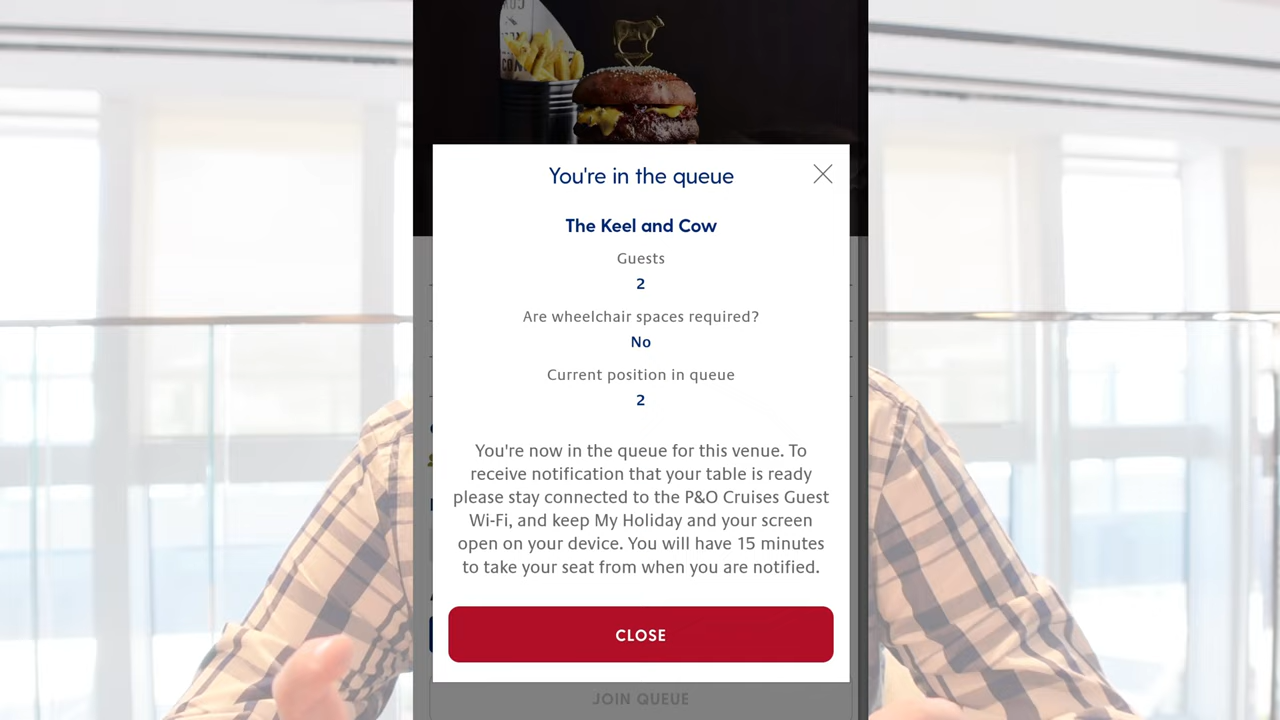 You're in the queue
The Keel and Cow
Guests
2
Are wheelchair spaces required?
No
Current position in queue
2
You're now in the queue for this venue. To
receive notification that your table is ready
please stay connected to the P&O Cruises Guest
Wi-Fi, and keep My Holiday and your screen
open on your device. You will have 15 minutes
to take your seat from when you are notified.
CLOSE
JOIN QUEUE